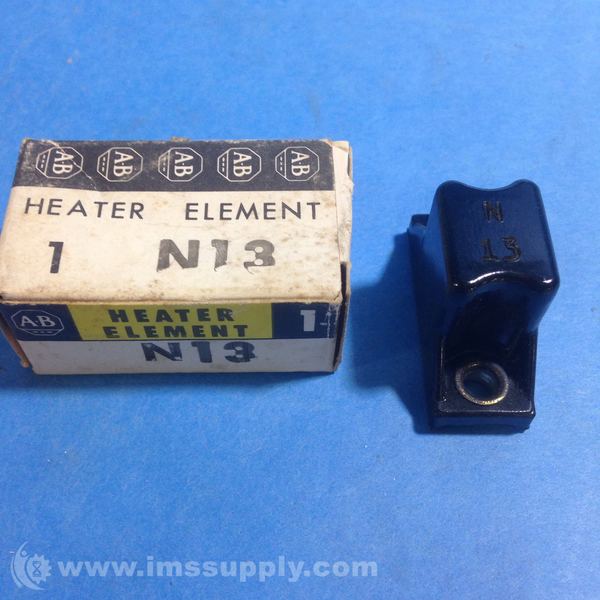 AB AB AB AB AB
HEATER ELEMENT
1 N13
AB HEATER ELEMENT 1
N13
N
13
www.imssupply.com